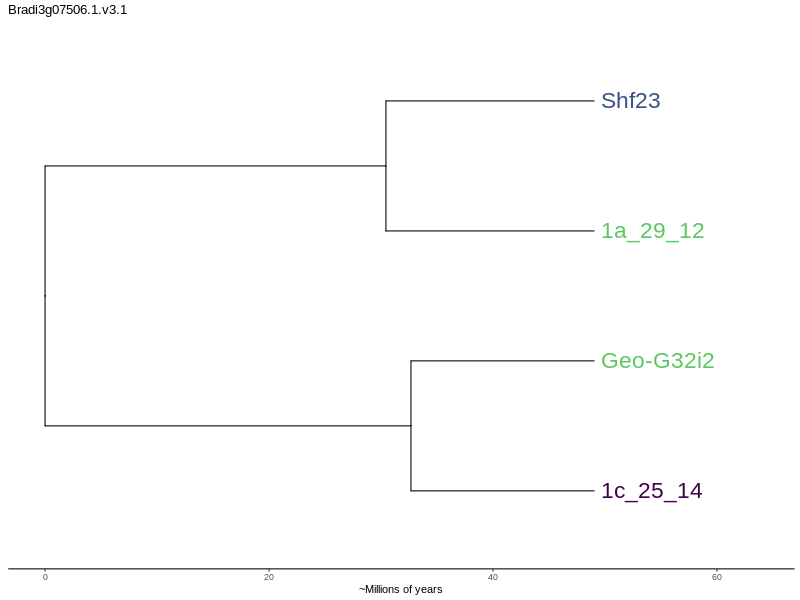 Bradi3g07506.1.v3.1
Shf23
1a_29_12
Geo-G32i2
1c_25_14
0 20 40 60
~Millions of years